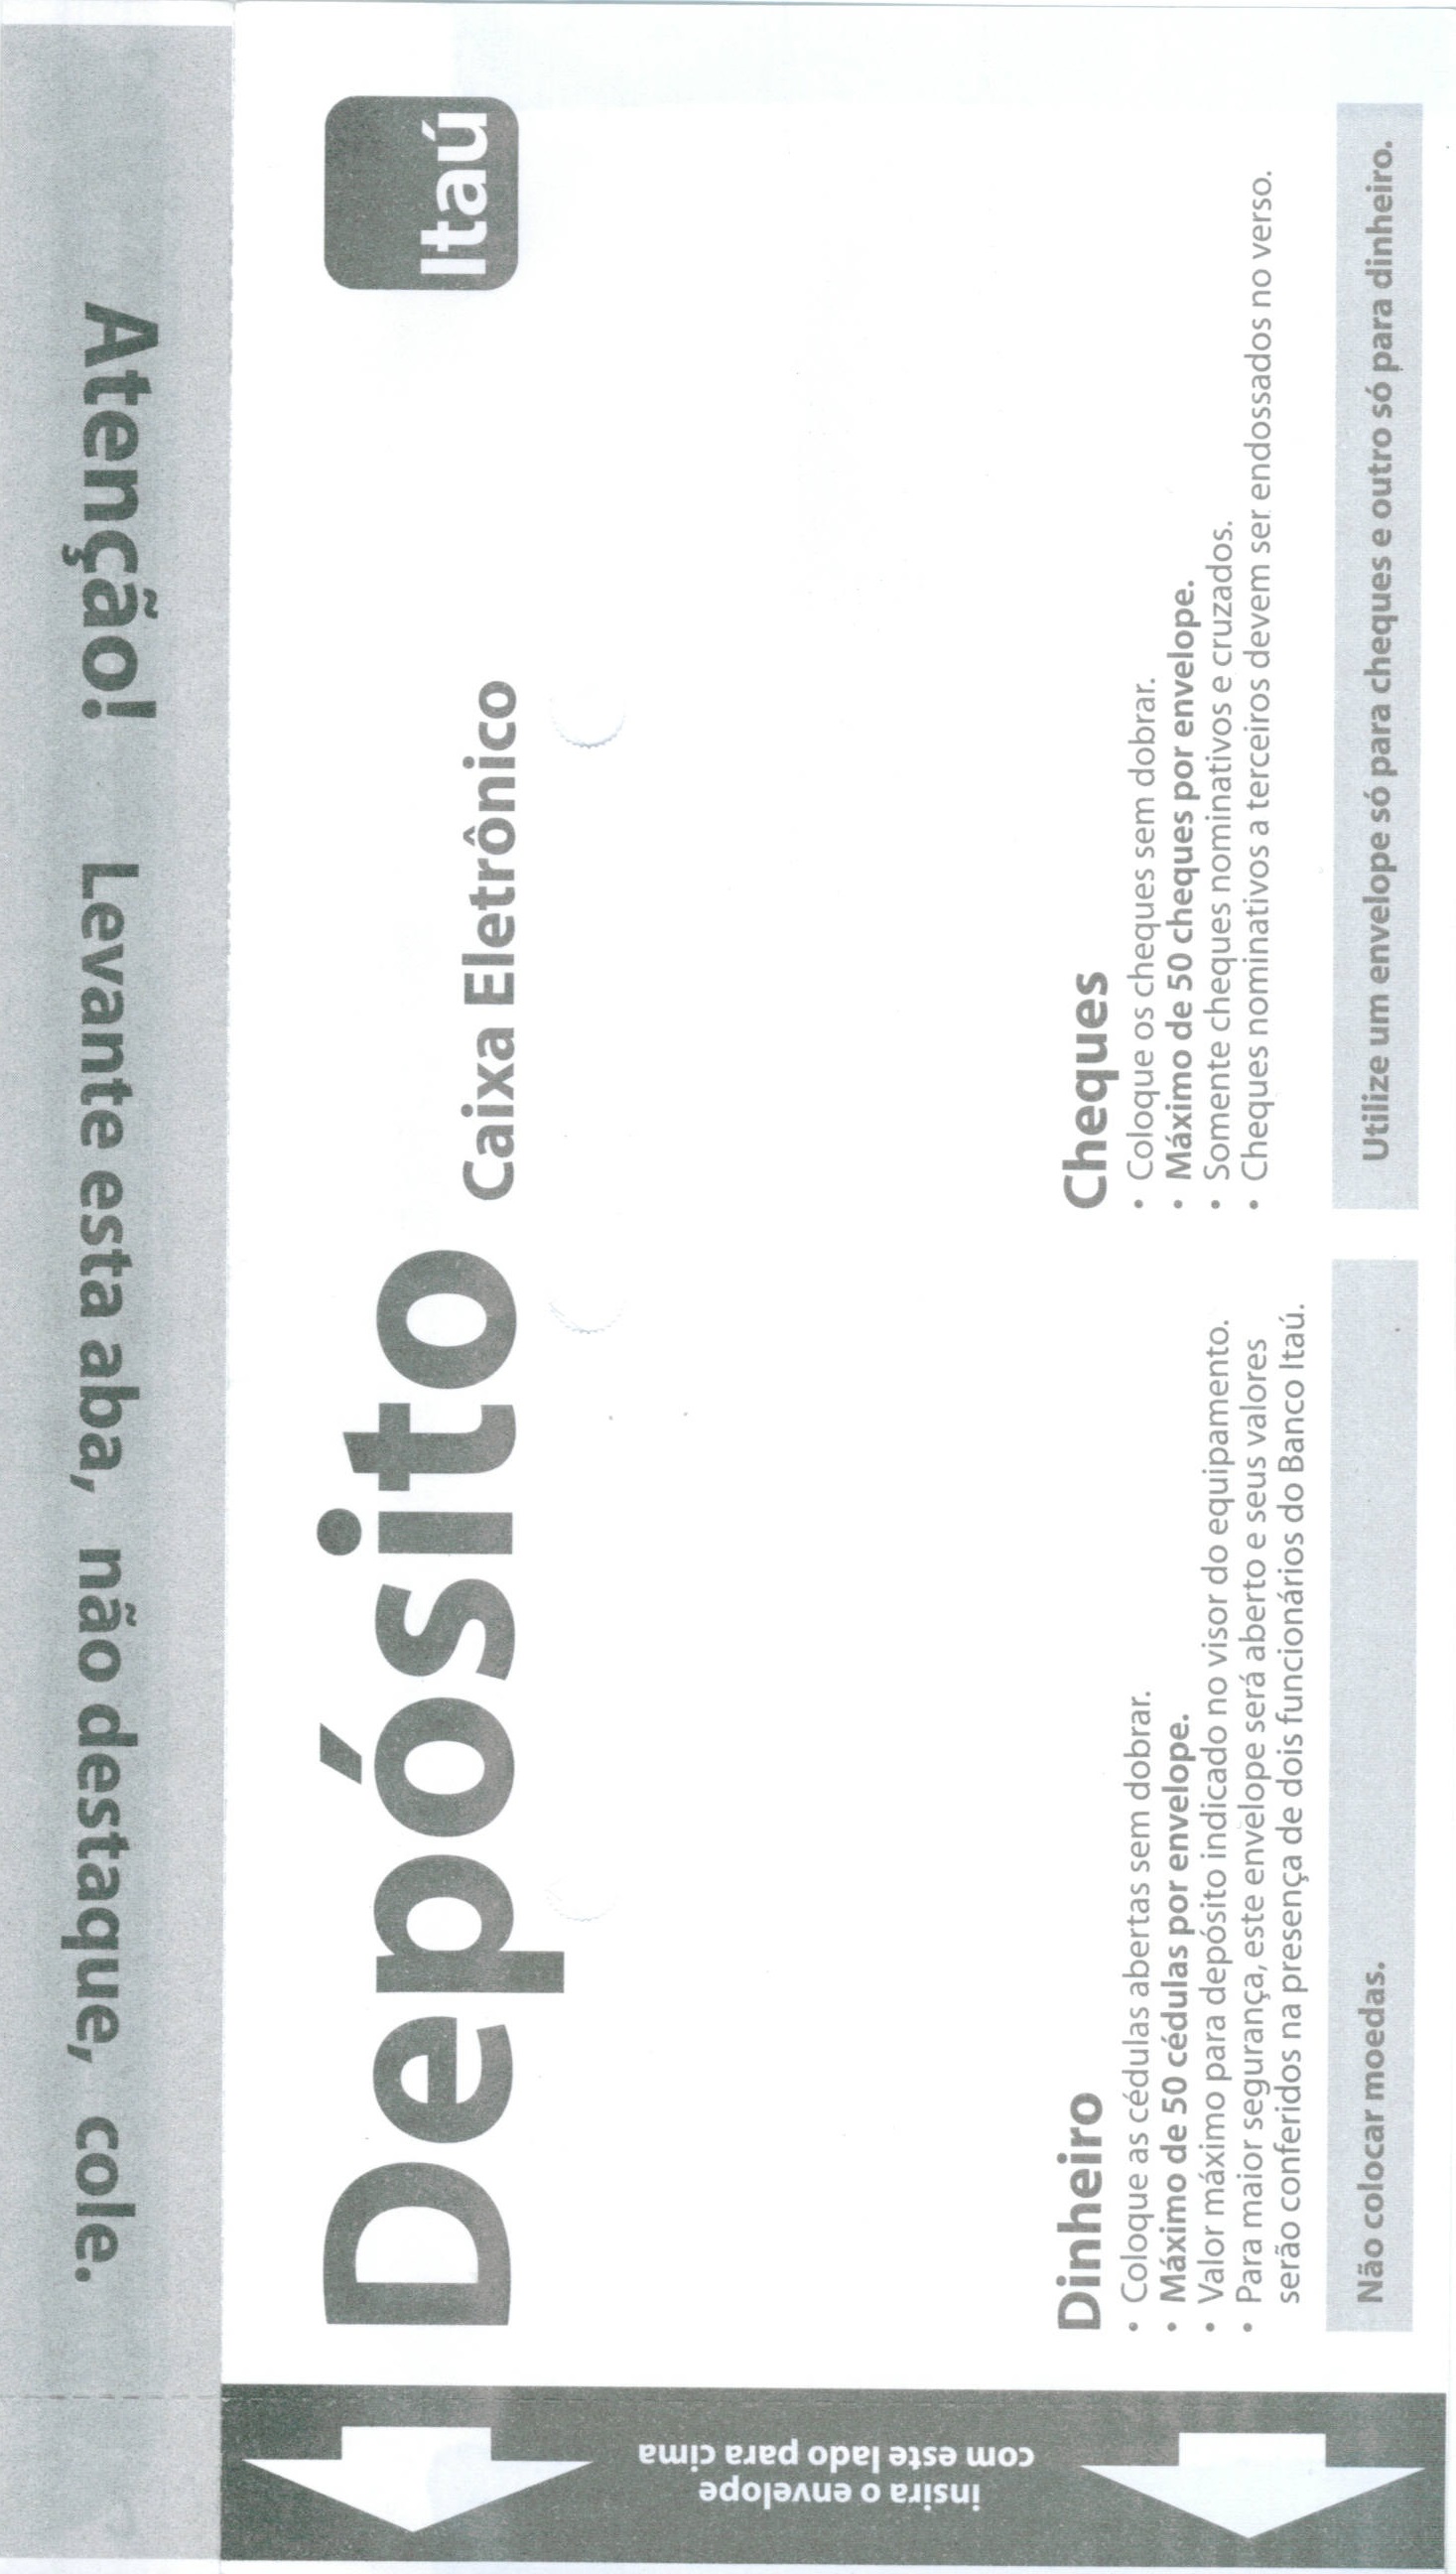 Atenção! Levante esta aba, não destaque, cole.
Itaú
Depósito Caixa Eletrônico
Dinheiro
• Coloque as cédulas abertas sem dobrar.
• Máximo de 50 cédulas por envelope.
• Valor máximo para depósito indicado no visor do equipamento.
• Para maior segurança, este envelope será aberto e seus valores
serão conferidos na presença de dois funcionários do Banco Itaú.
Não colocar moedas.
Cheques
• Coloque os cheques sem dobrar.
• Máximo de 50 cheques por envelope.
• Somente cheques nominativos e cruzados.
• Cheques nominativos a terceiros devem ser endossados no verso.
Utilize um envelope só para cheques e outro só para dinheiro.
insira o envelope
com este lado para cima